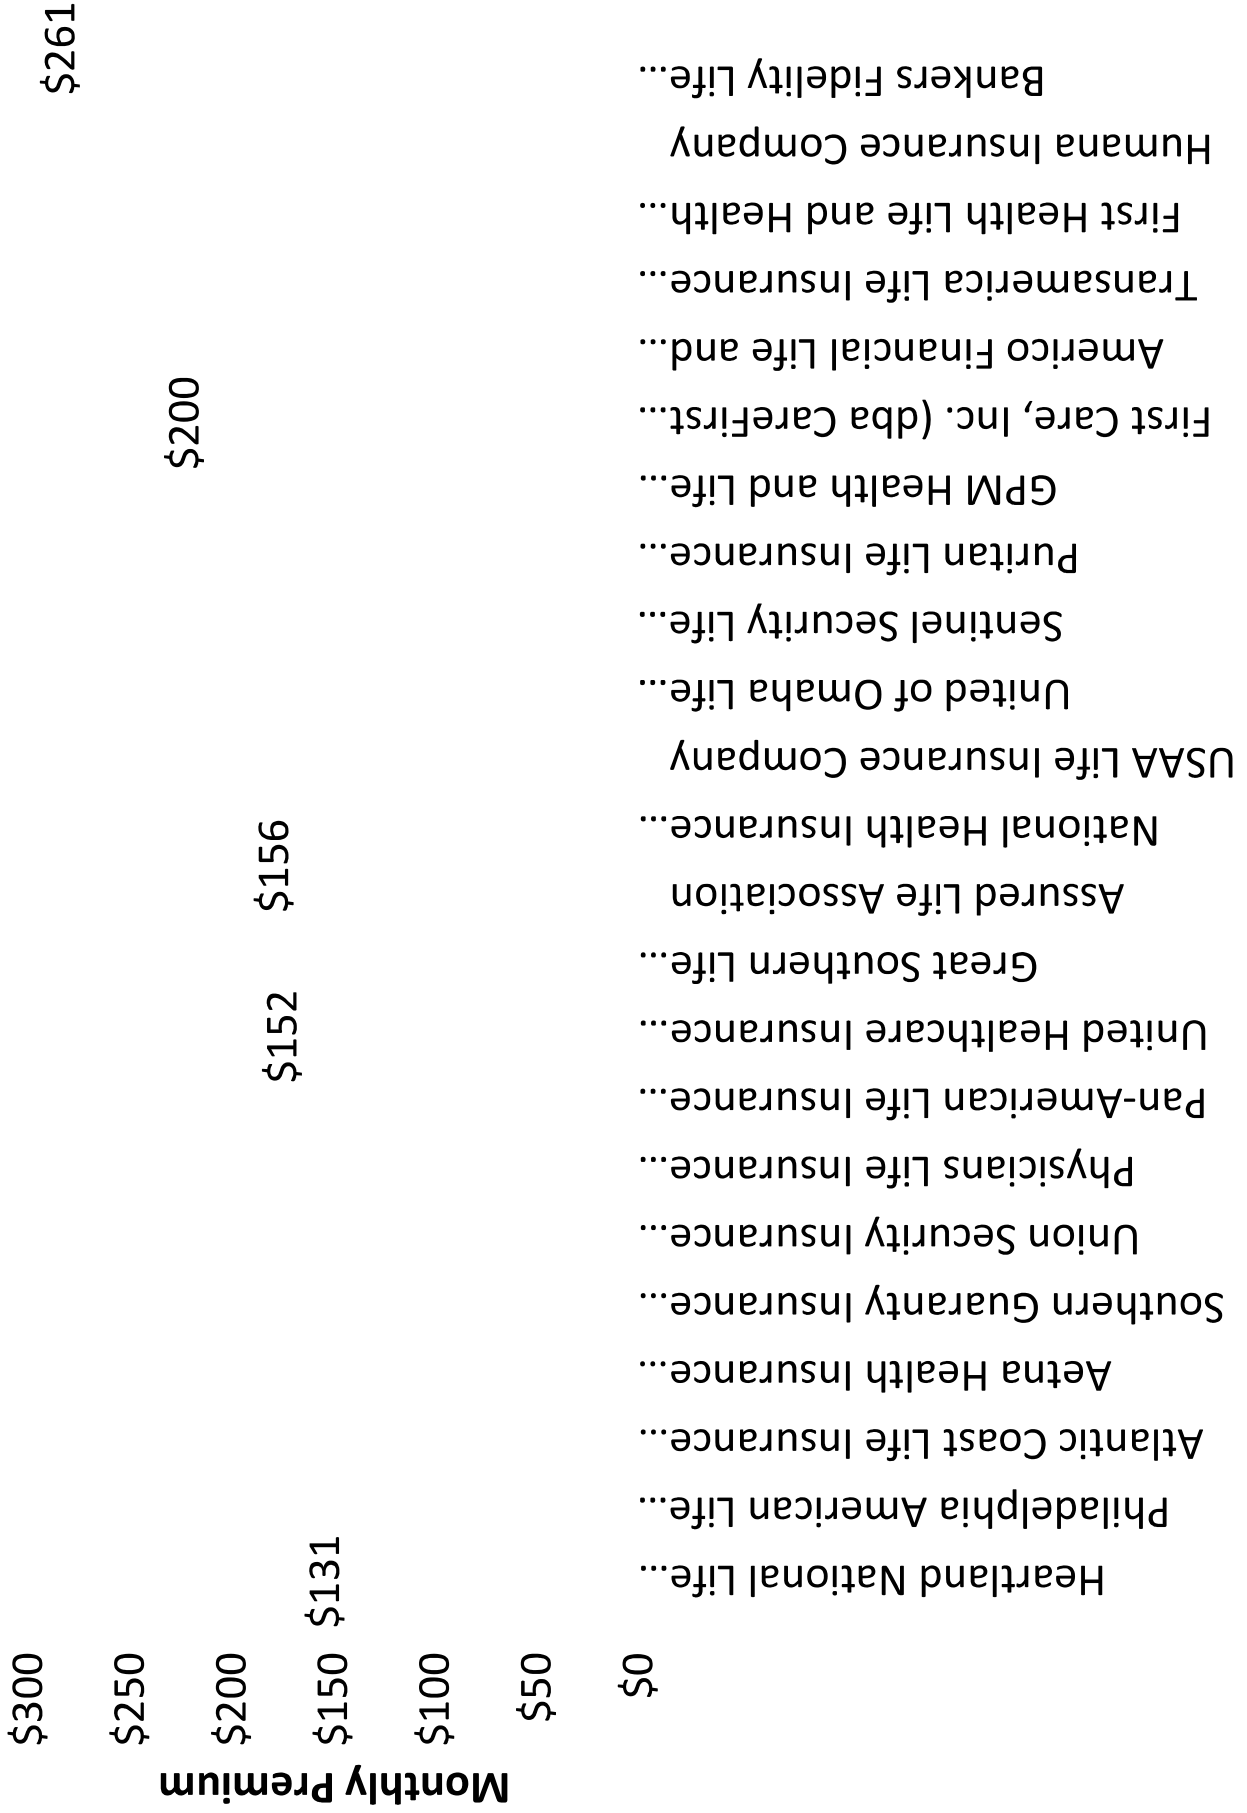 Monthly Premium
$300
$250
$200
$150
$100
$50
$0
$131
$152
$156
$200
$261
Heartland National Life...
Philadelphia American Life...
Atlantic Coast Life Insurance...
Aetna Health Insurance...
Southern Guaranty Insurance...
Union Security Insurance...
Physicians Life Insurance...
Pan-American Life Insurance...
United Healthcare Insurance...
Great Southern Life...
Assured Life Association
National Health Insurance...
USAA Life Insurance Company
United of Omaha Life...
Sentinel Security Life...
Puritan Life Insurance...
GPM Health and Life...
First Care, Inc. (dba CareFirst...
Americo Financial Life and...
Transamerica Life Insurance...
First Health Life and Health...
Humana Insurance Company
Bankers Fidelity Life...